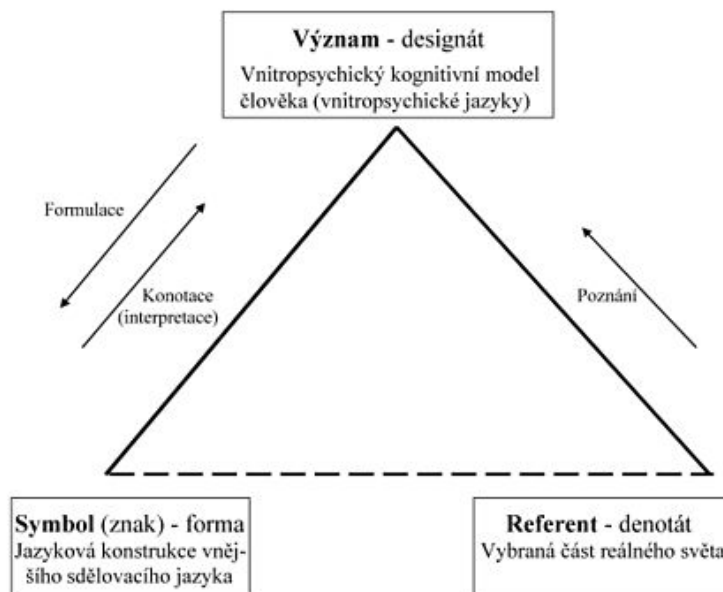 Význam - designát
Vnitropsychický kognitivní model
člověka (vnitropsychické jazyky)
Formulace
Konotace
(interpretace)
Poznání
Symbol (znak) - forma
Jazyková konstrukce vněj-
šího sdělovacího jazyka
Referent - denotát
Vybraná část reálného světa